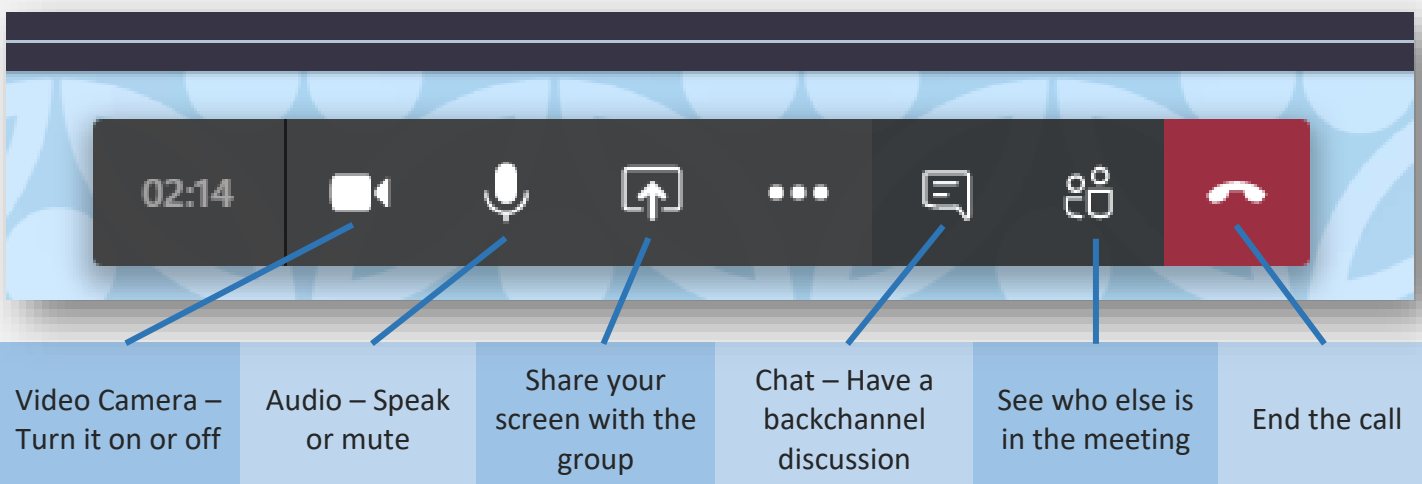 02:14
Video Camera –
Turn it on or off
Audio – Speak
or mute
Share your
screen with the
group
Chat – Have a
backchannel
discussion
See who else is
in the meeting
End the call